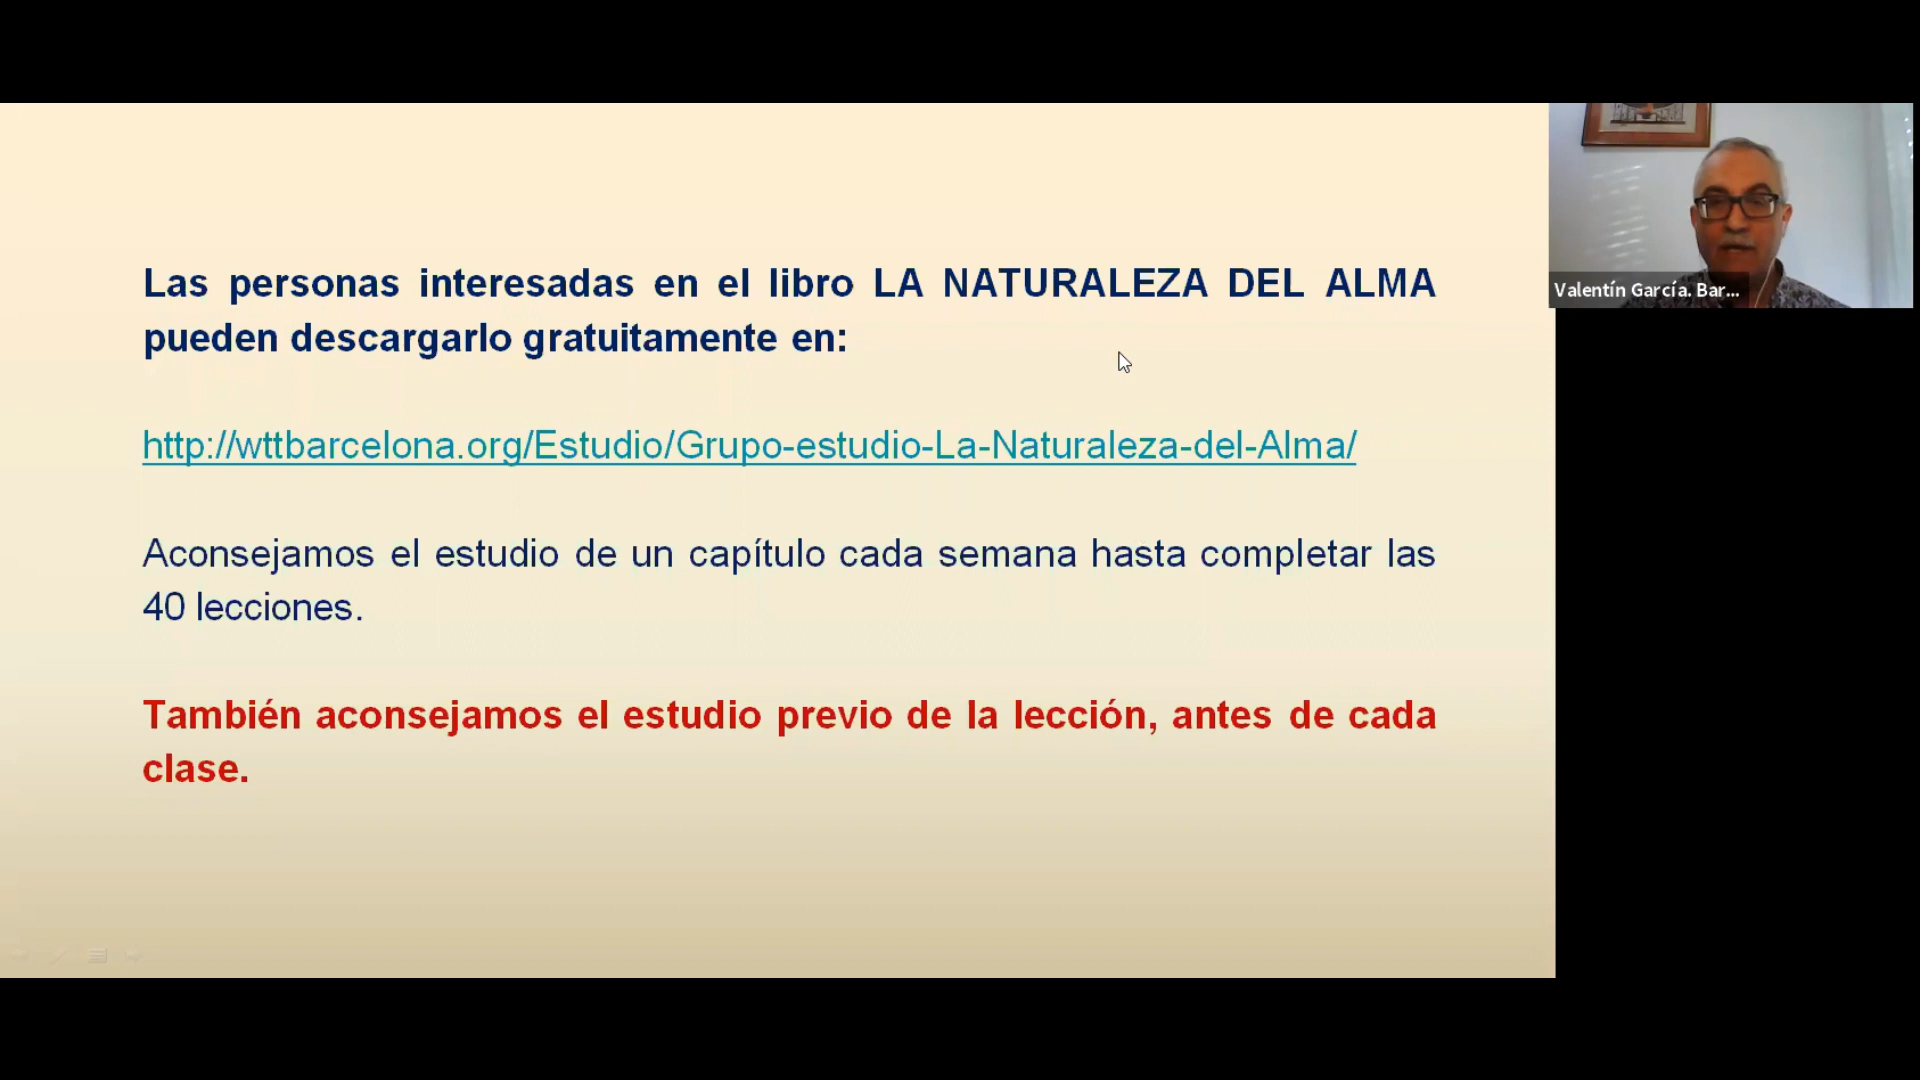 Las personas interesadas en el libro LA NATURALEZA DEL ALMA
pueden descargarlo gratuitamente en:
http://wttbarcelona.org/Estudio/Grupo-estudio-La-Naturaleza-del-Alma/
Aconsejamos el estudio de un capítulo cada semana hasta completar las
40 lecciones.
También aconsejamos el estudio previo de la lección, antes de cada
clase.
Valentín García. Bar...